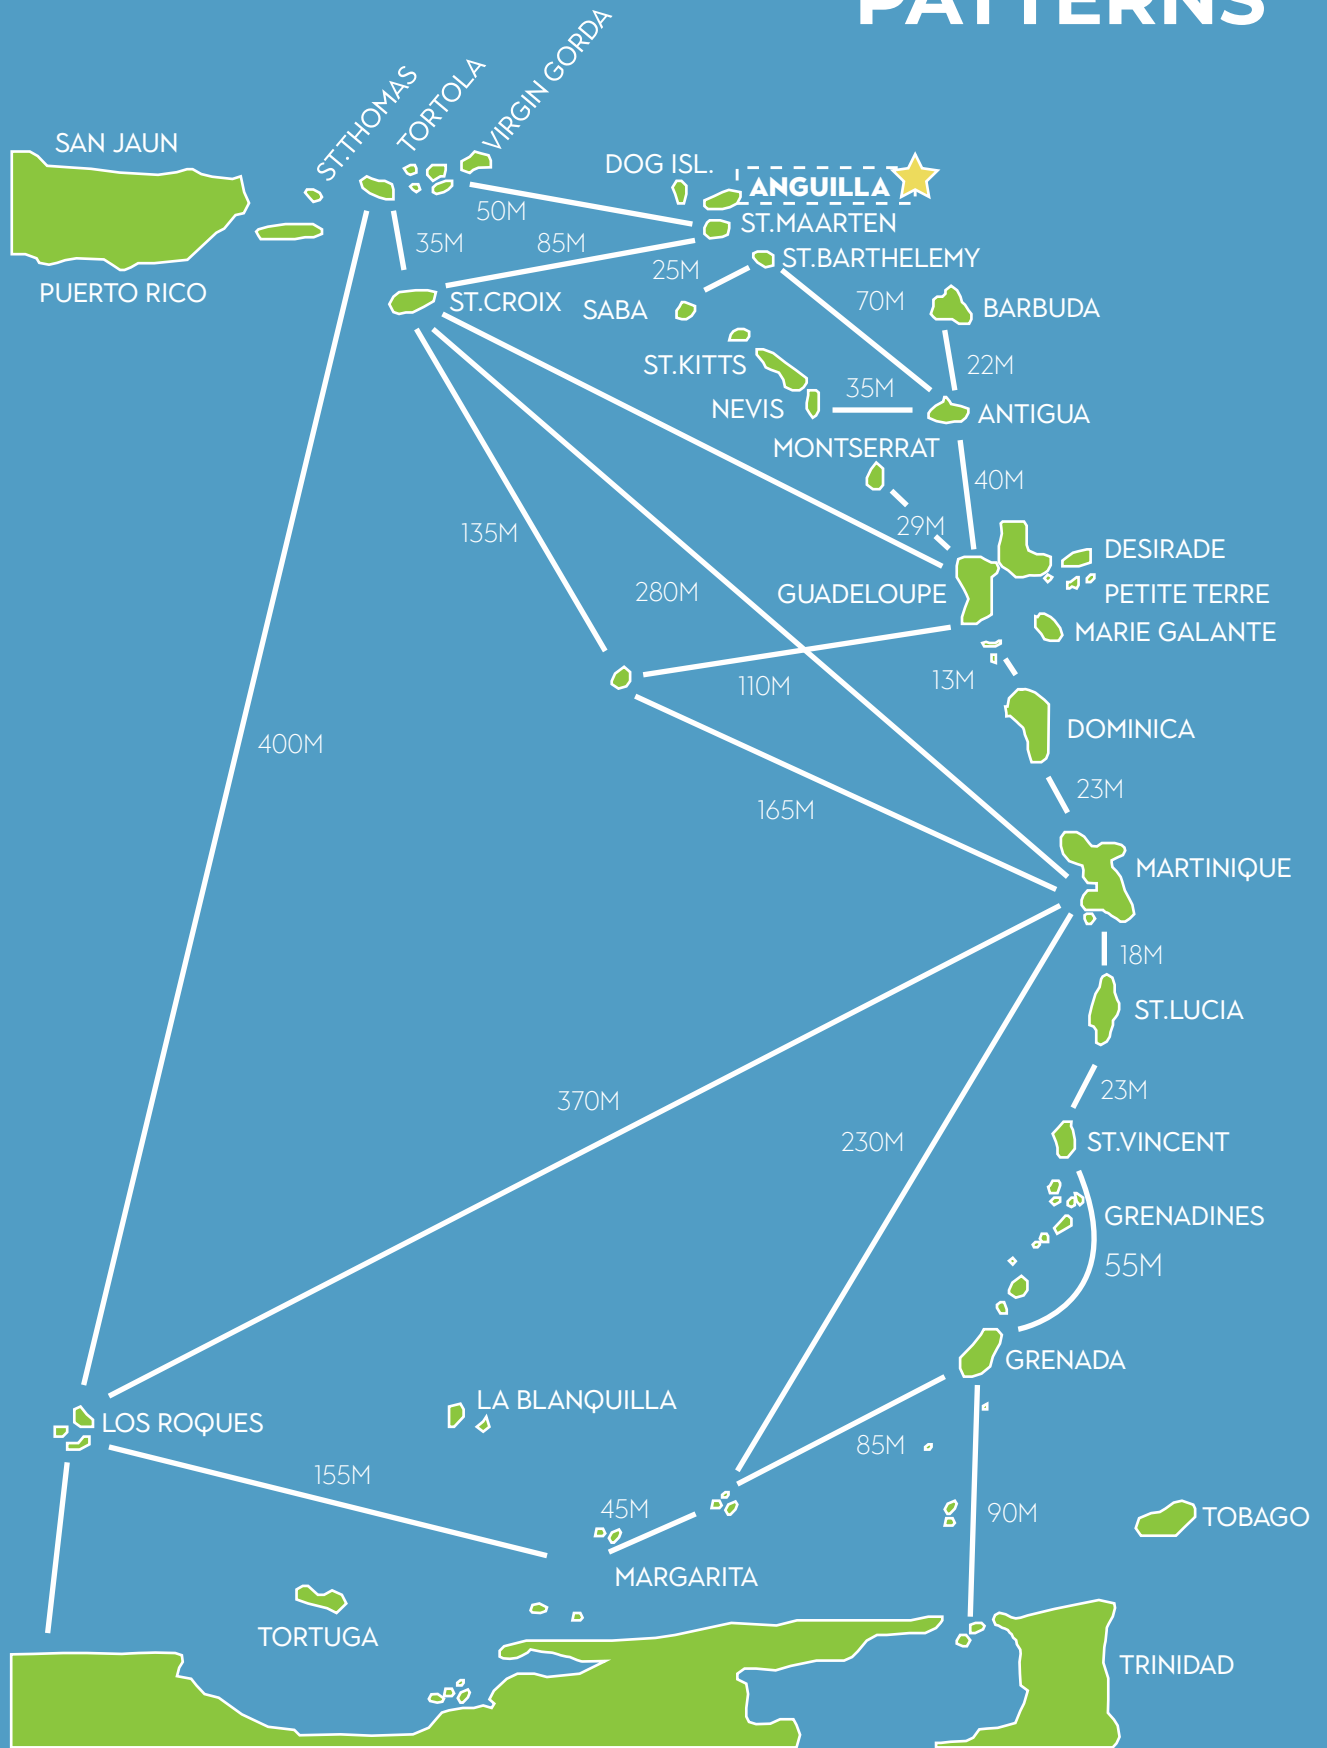 PATTERNS
VIRGIN GORDA
TORTOLA
ST.THOMAS
SAN JAUN
DOG ISL.
ANGUILLA
50M
ST.MAARTEN
35M
85M
ST.BARTHELEMY
25M
PUERTO RICO
ST.CROIX
SABA
70M
BARBUDA
ST.KITTS
22M
35M
NEVIS
ANTIGUA
MONTSERRAT
40M
29M
135M
DESIRADE
280M
GUADELOUPE
PETITE TERRE
MARIE GALANTE
110M
13M
DOMINICA
400M
23M
165M
MARTINIQUE
18M
ST.LUCIA
23M
370M
230M
ST.VINCENT
GRENADINES
55M
GRENADA
LA BLANQUILLA
LOS ROQUES
85M
155M
45M
90M
TOBAGO
MARGARITA
TORTUGA
TRINIDAD